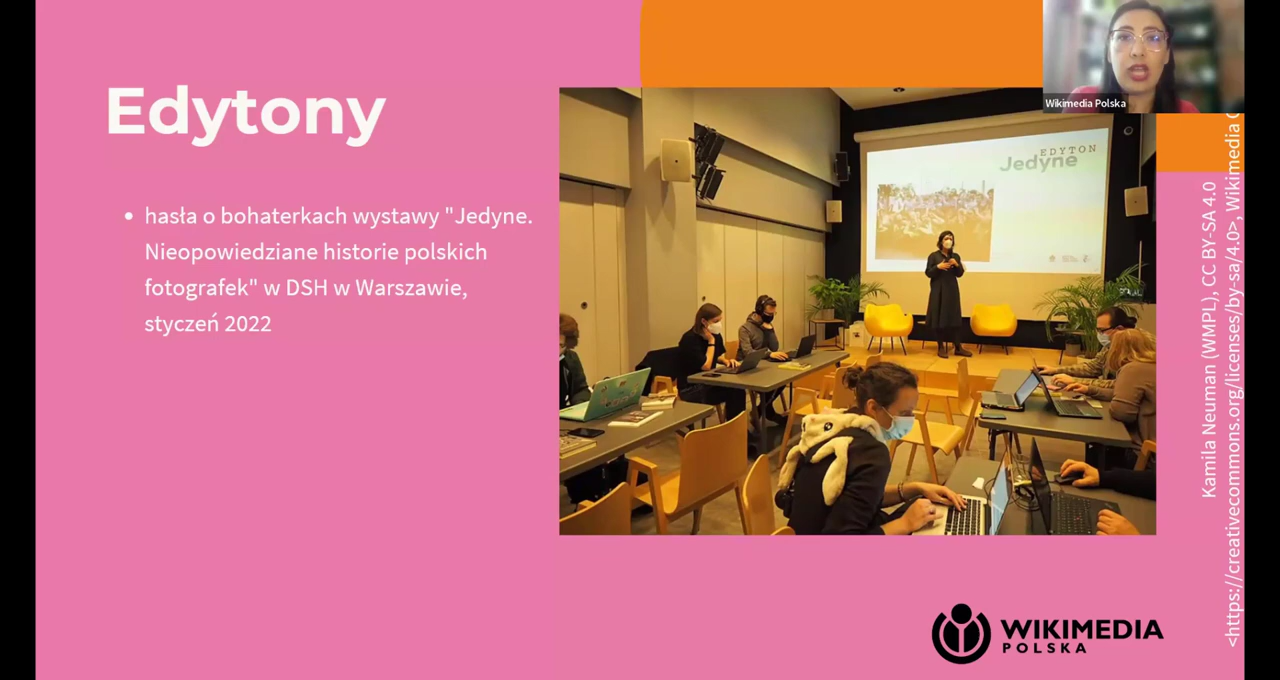 Edytony
• hasła o bohaterkach wystawy "Jedyne.
Nieopowiedziane historie polskich
fotografek" w DSH w Warszawie,
styczeń 2022
EDYTON
Jedyne
Wikimedia Polska
Kamila Neuman (WMPL), CC BY-SA 4.0
<https://creativecommons.org/licenses/by-sa/4.0>, Wikimedia
WIKIMEDIA
POLSKA